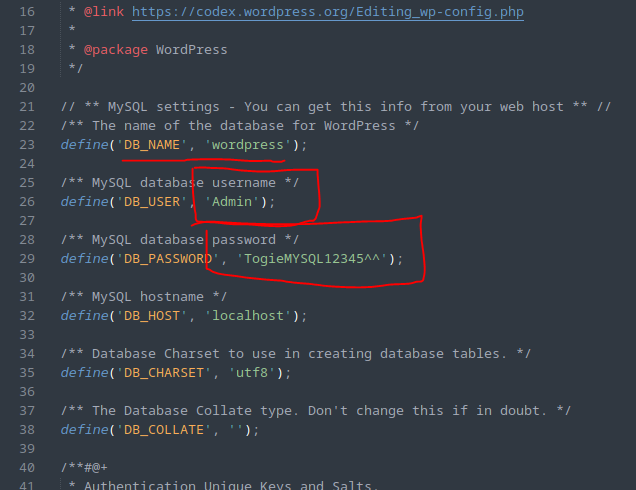 16 * @link https://codex.wordpress.org/Editing_wp-config.php
17 *
18 * @package WordPress
19 */
20
21 // ** MySQL settings - You can get this info from your web host ** //
22 /** The name of the database for WordPress */
23 define('DB_NAME', 'wordpress');
24
25 /** MySQL database username */
26 define('DB_USER', 'Admin');
27
28 /** MySQL database password */
29 define('DB_PASSWORD', 'TogieMYSQL12345^^');
30
31 /** MySQL hostname */
32 define('DB_HOST', 'localhost');
33
34 /** Database Charset to use in creating database tables. */
35 define('DB_CHARSET', 'utf8');
36
37 /** The Database Collate type. Don't change this if in doubt. */
38 define('DB_COLLATE', '');
39
40 /**#@+
41 * Authentication Unique Keys and Salts.